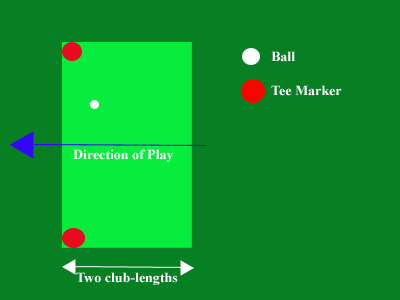 Ball
Tee Marker
Direction of Play
Two club-lengths